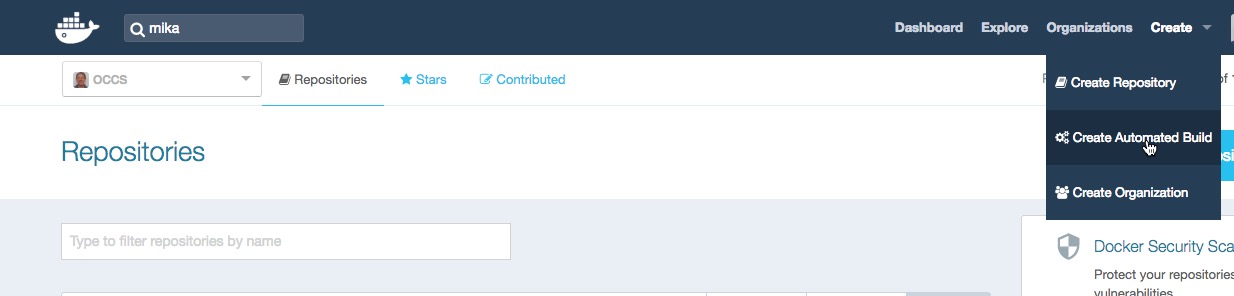 mika
Dashboard Explore Organizations Create
occs Repositories Stars Contributed
Create Repository
Create Automated Build
Create Organization
Repositories
Type to filter repositories by name
Docker Security Sca
Protect your repositories
vulnerabilities